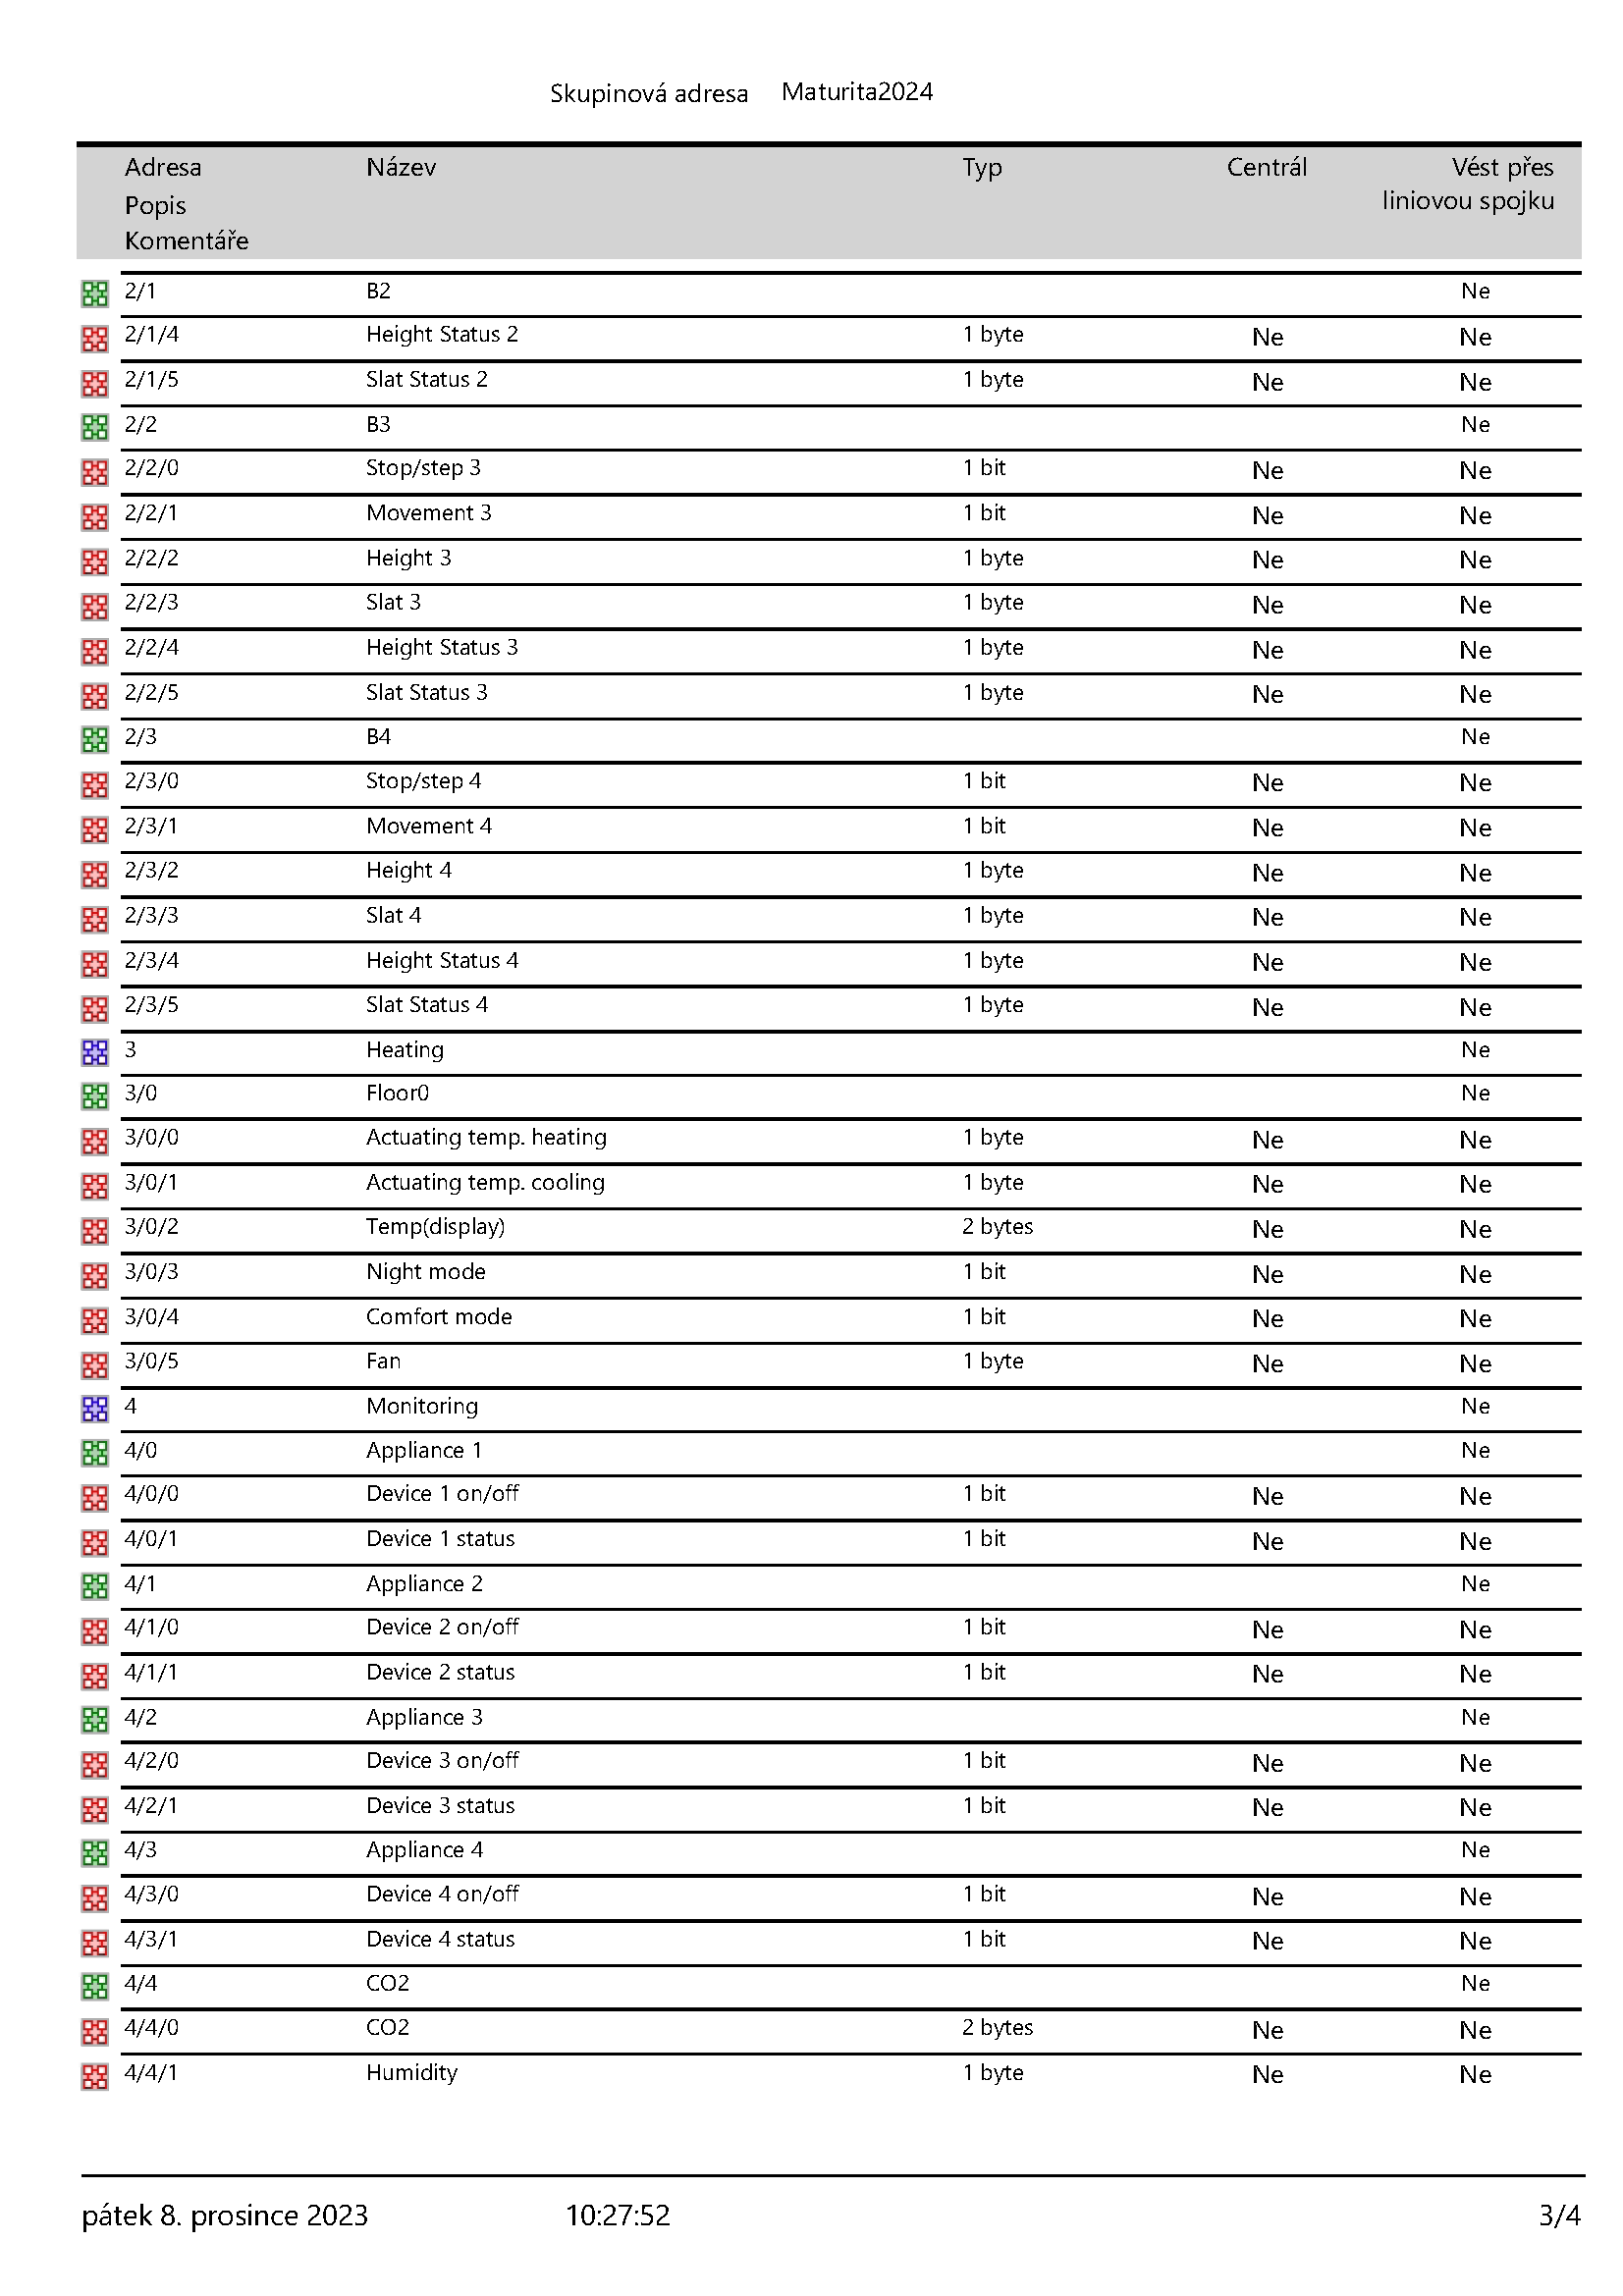 Skupinová adresa Maturita2024
Adresa Název Typ Centrál Vést přes
Popis liniovou spojku
Komentáře
2/1 B2 Ne
2/1/4 Height Status 2 1 byte Ne Ne
2/1/5 Slat Status 2 1 byte Ne Ne
2/2 B3 Ne
2/2/0 Stop/step 3 1 bit Ne Ne
2/2/1 Movement 3 1 bit Ne Ne
2/2/2 Height 3 1 byte Ne Ne
2/2/3 Slat 3 1 byte Ne Ne
2/2/4 Height Status 3 1 byte Ne Ne
2/2/5 Slat Status 3 1 byte Ne Ne
2/3 B4 Ne
2/3/0 Stop/step 4 1 bit Ne Ne
2/3/1 Movement 4 1 bit Ne Ne
2/3/2 Height 4 1 byte Ne Ne
2/3/3 Slat 4 1 byte Ne Ne
2/3/4 Height Status 4 1 byte Ne Ne
2/3/5 Slat Status 4 1 byte Ne Ne
3 Heating Ne
3/0 Floor0 Ne
3/0/0 Actuating temp. heating 1 byte Ne Ne
3/0/1 Actuating temp. cooling 1 byte Ne Ne
3/0/2 Temp(display) 2 bytes Ne Ne
3/0/3 Night mode 1 bit Ne Ne
3/0/4 Comfort mode 1 bit Ne Ne
3/0/5 Fan 1 byte Ne Ne
4 Monitoring Ne
4/0 Appliance 1 Ne
4/0/0 Device 1 on/off 1 bit Ne Ne
4/0/1 Device 1 status 1 bit Ne Ne
4/1 Appliance 2 Ne
4/1/0 Device 2 on/off 1 bit Ne Ne
4/1/1 Device 2 status 1 bit Ne Ne
4/2 Appliance 3 Ne
4/2/0 Device 3 on/off 1 bit Ne Ne
4/2/1 Device 3 status 1 bit Ne Ne
4/3 Appliance 4 Ne
4/3/0 Device 4 on/off 1 bit Ne Ne
4/3/1 Device 4 status 1 bit Ne Ne
4/4 CO2 Ne
4/4/0 CO2 2 bytes Ne Ne
4/4/1 Humidity 1 byte Ne Ne
pátek 8. prosince 2023 10:27:52 3/4